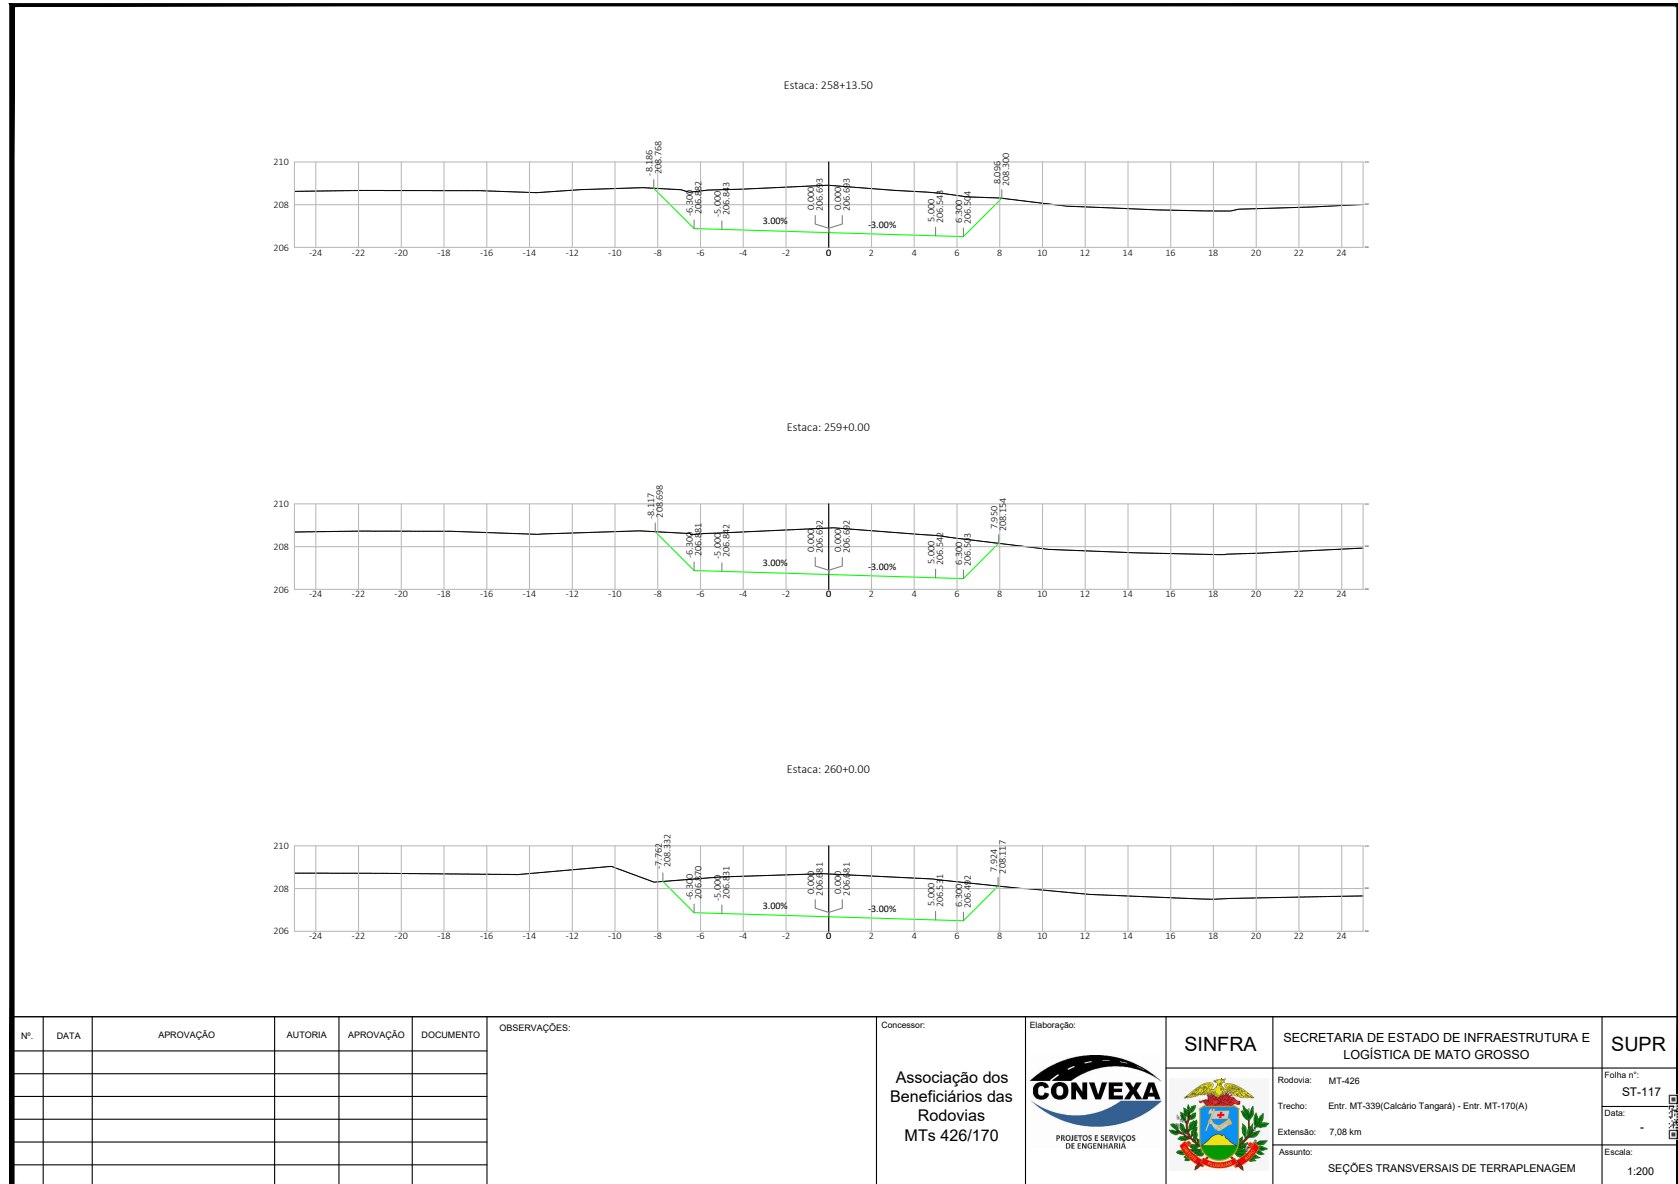 Estaca: 258+13.50
-8.186
208.768
-6.300
206.882
-5.000
206.843
0.000
206.693
0.000
206.693
5.000
206.543
6.300
206.504
8.096
208.300
3.00%
-3.00%
210
208
206
-24 -22 -20 -18 -16 -14 -12 -10 -8 -6 -4 -2 0 2 4 6 8 10 12 14 16 18 20 22 24
Estaca: 259+0.00
-8.117
208.698
-6.300
206.881
-5.000
206.842
0.000
206.692
0.000
206.692
5.000
206.542
6.300
206.503
7.950
208.154
3.00%
-3.00%
210
208
206
-24 -22 -20 -18 -16 -14 -12 -10 -8 -6 -4 -2 0 2 4 6 8 10 12 14 16 18 20 22 24
Estaca: 260+0.00
-7.762
208.332
-6.300
206.870
-5.000
206.831
0.000
206.681
0.000
206.681
5.000
206.531
6.300
206.492
7.924
208.117
3.00%
-3.00%
210
208
206
-24 -22 -20 -18 -16 -14 -12 -10 -8 -6 -4 -2 0 2 4 6 8 10 12 14 16 18 20 22 24
Nº. DATA APROVAÇÃO AUTORIA APROVAÇÃO DOCUMENTO
OBSERVAÇÕES:
Concessor:
Associação dos
Beneficiários das
Rodovias
MTs 426/170
Elaboração:
CONVEXA
PROJETOS E SERVIÇOS
DE ENGENHARIA
SINFRA
SECRETARIA DE ESTADO DE INFRAESTRUTURA E
LOGÍSTICA DE MATO GROSSO
SUPR
Rodovia: MT-426
Trecho: Entr. MT-339(Calcário Tangará) - Entr. MT-170(A)
Extensão: 7,08 km
Assunto:
SEÇÕES TRANSVERSAIS DE TERRAPLENAGEM
Folha n°:
ST-117
Data:
-
Escala:
1:200